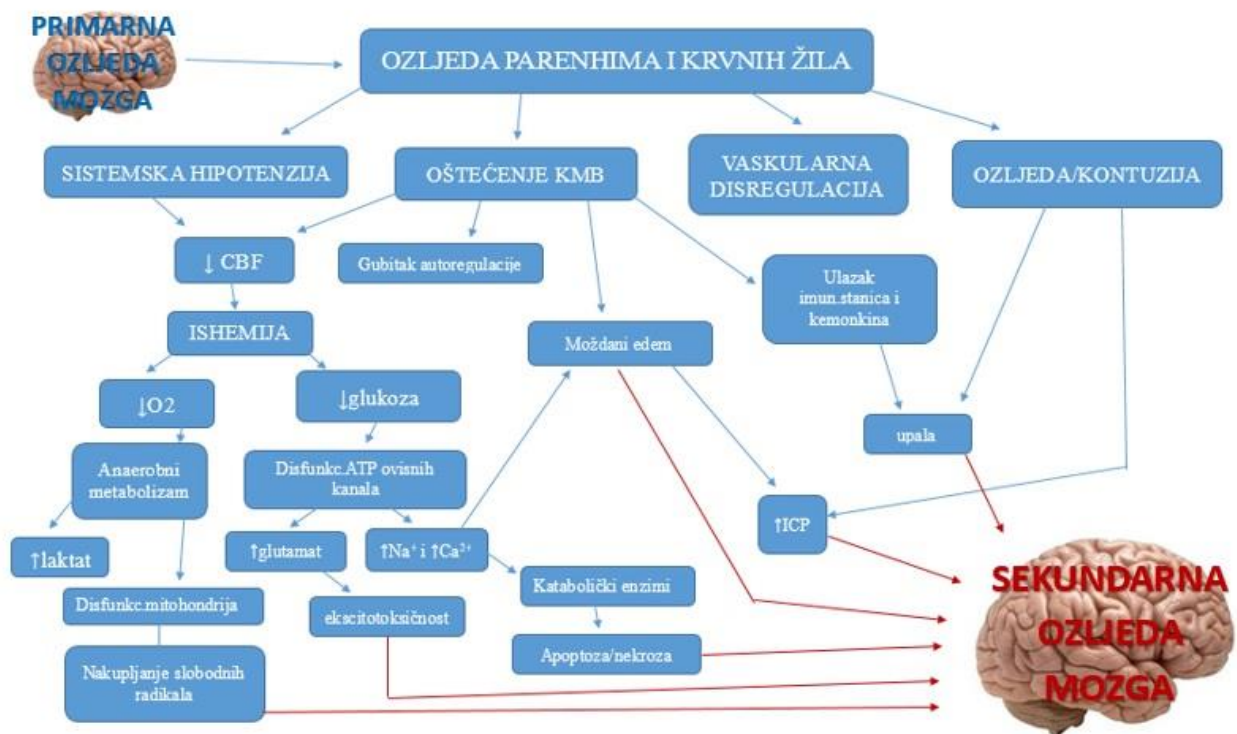 PRIMARNA
OZLJEDA
MOZGA
OZLJEDA PARENHIMA I KRVNIH ŽILA
SISTEMSKA HIPOTENZIJA
OŠTEĆENJE KMB
VASKULARNA
DISREGULACIJA
OZLJEDA/KONTUZIJA
↓ CBF
Gubitak autoregulacije
Ulazak
imun.stanica i
kemonkina
ISHEMIJA
Moždani edem
↓O2
↓glukoza
upala
Anaerobni
metabolizam
Disfunkc.ATP ovisnih
kanala
↑ICP
↑laktat
↑glutamat
↑Na⁺ i ↑Ca²⁺
Katabolički enzimi
Disfunkc.mitohondrija
ekscitotoksičnost
Apoptoza/nekroza
Nakupljanje slobodnih
radikala
SEKUNDARNA
OZLJEDA
MOZGA